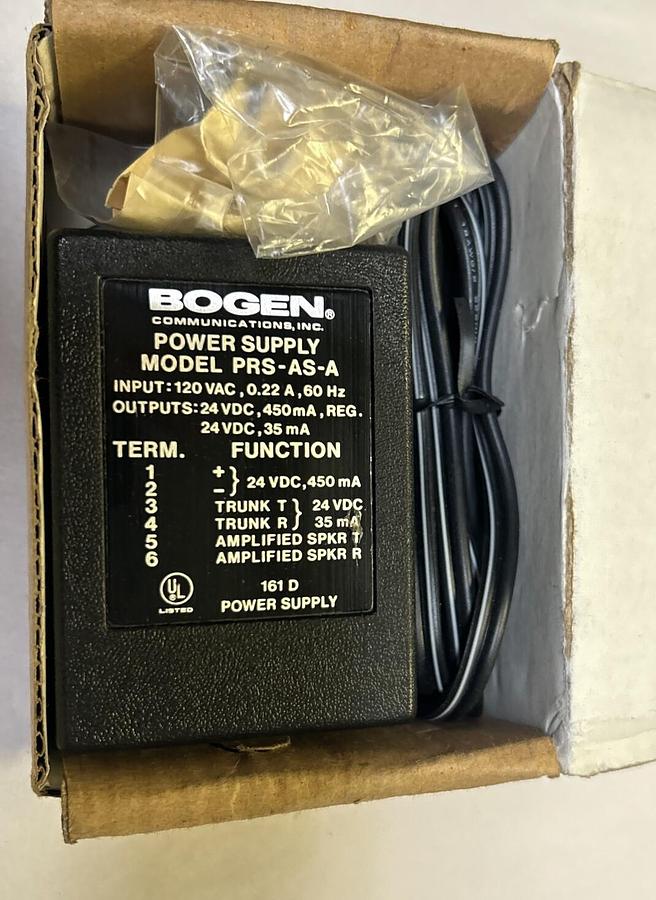 BOGEN®
COMMUNICATIONS, INC.
POWER SUPPLY
MODEL PRS-AS-A
INPUT: 120 VAC, 0.22 A, 60 Hz
OUTPUTS: 24 VDC, 450 mA, REG.
24 VDC, 35 mA
TERM. FUNCTION
1 + } 24 VDC, 450 mA
2 –
3 TRUNK T } 24 VDC
4 TRUNK R 35 mA
5 AMPLIFIED SPKR T
6 AMPLIFIED SPKR R
UL
LISTED
161 D
POWER SUPPLY